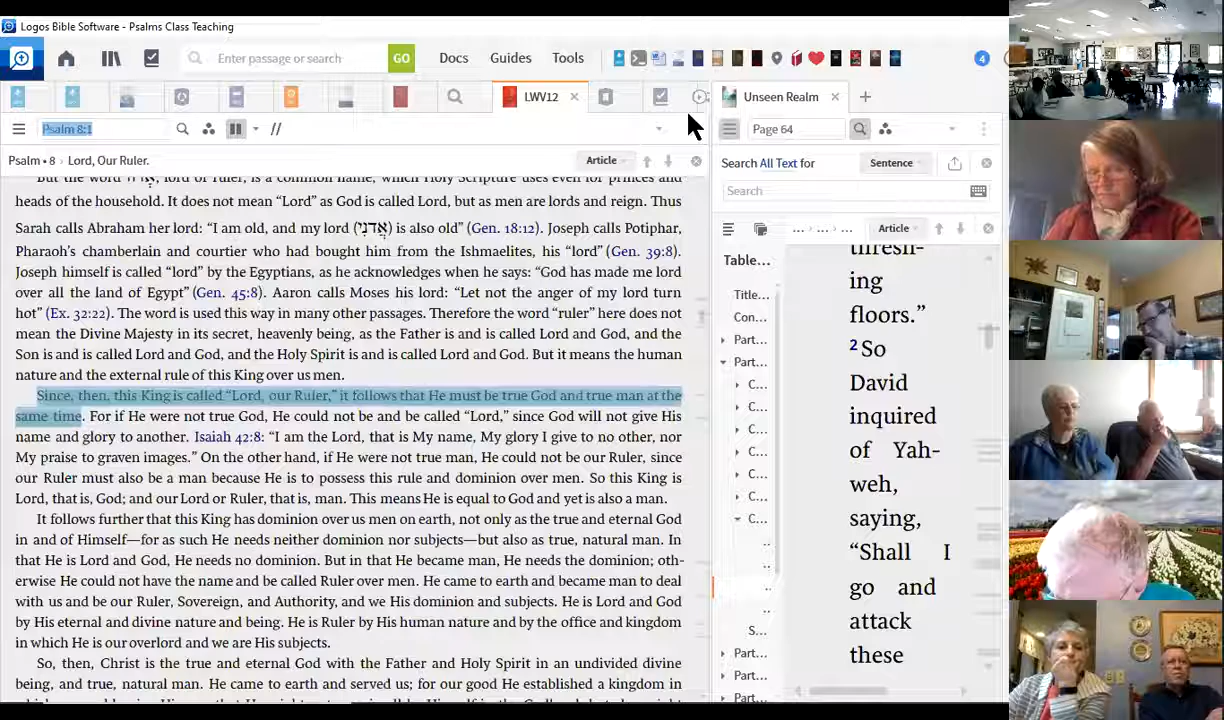 Logos Bible Software - Psalms Class Teaching
Enter passage or search
GO
Docs
Guides
Tools
4
LWV12
Unseen Realm
Psalm 8:1
Page 64
Psalm • 8 › Lord, Our Ruler.
Article
Search All Text for
Sentence
Search
But the word אֲדֹ, lord or ruler, is a common name, which Holy Scripture uses even for princes and
heads of the household. It does not mean “Lord” as God is called Lord, but as men are lords and reign. Thus
Sarah calls Abraham her lord: “I am old, and my lord (אֲדֹנִי) is also old” (Gen. 18:12). Joseph calls Potiphar,
Pharaoh’s chamberlain and courtier who had bought him from the Ishmaelites, his “lord” (Gen. 39:8).
Joseph himself is called “lord” by the Egyptians, as he acknowledges when he says: “God has made me lord
over all the land of Egypt” (Gen. 45:8). Aaron calls Moses his lord: “Let not the anger of my lord turn
hot” (Ex. 32:22). The word is used this way in many other passages. Therefore the word “ruler” here does not
mean the Divine Majesty in its secret, heavenly being, as the Father is and is called Lord and God, and the
Son is and is called Lord and God, and the Holy Spirit is and is called Lord and God. But it means the human
nature and the external rule of this King over us men.
Since, then, this King is called “Lord, our Ruler,” it follows that He must be true God and true man at the
same time. For if He were not true God, He could not be and be called “Lord,” since God will not give His
name and glory to another. Isaiah 42:8: “I am the Lord, that is My name, My glory I give to no other, nor
My praise to graven images.” On the other hand, if He were not true man, He could not be our Ruler, since
our Ruler must also be a man because He is to possess this rule and dominion over men. So this King is
Lord, that is, God; and our Lord or Ruler, that is, man. This means He is equal to God and yet is also a man.
It follows further that this King has dominion over us men on earth, not only as the true and eternal God
in and of Himself—for as such He needs neither dominion nor subjects—but also as true, natural man. In
that He is Lord and God, He needs no dominion. But in that He became man, He needs the dominion; oth-
erwise He could not have the name and be called Ruler over men. He came to earth and became man to deal
with us and be our Ruler, Sovereign, and Authority, and we His dominion and subjects. He is Lord and God
by His eternal and divine nature and being. He is Ruler by His human nature and by the office and kingdom
in which He is our overlord and we are His subjects.
So, then, Christ is the true and eternal God with the Father and Holy Spirit in an undivided divine
being, and true, natural man. He came to earth and served us; for our good He established a kingdom in
... ... ...
Article
Table...
Title...
Con...
Part...
Part...
C...
C...
C...
C...
C...
C...
C...
..
..
..
..
S...
Part...
Part...
Part...
thresh-
ing
floors.”
2 So
David
inquired
of Yah-
weh,
saying,
“Shall I
go and
attack
these